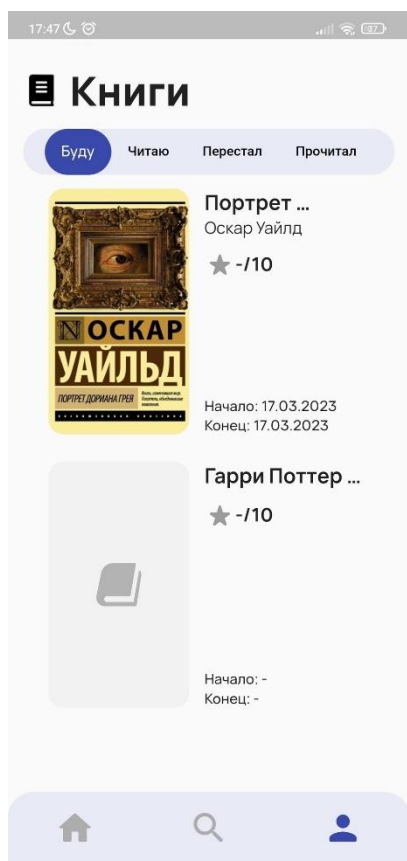 17:47
37
Книги
Буду Читаю Перестал Прочитал
Портрет ...
Оскар Уайлд
-/10
ОСКАР
УАЙЛЬД
ПОРТРЕТ ДОРИАНА ГРЕЯ
Начало: 17.03.2023
Конец: 17.03.2023
Гарри Поттер ...
-/10
Начало: -
Конец: -